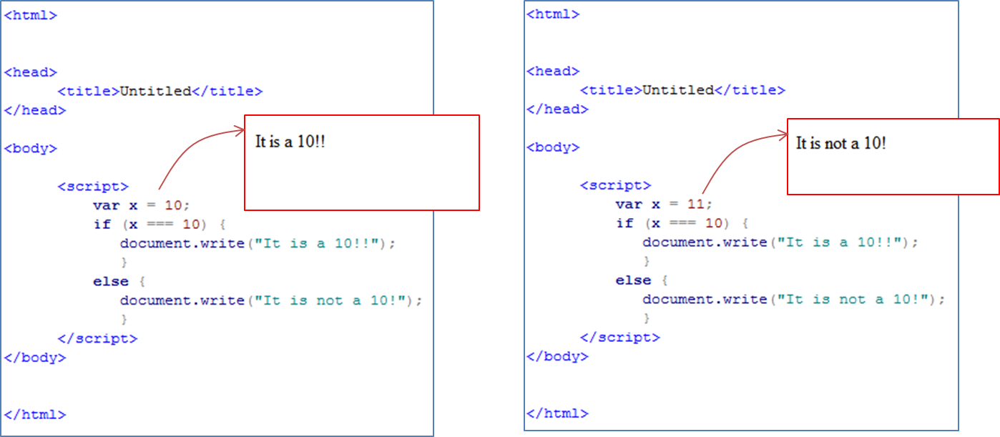 <html>
<head>
<title>Untitled</title>
</head>
<body>
<script>
var x = 10;
if (x === 10) {
document.write("It is a 10!!");
}
else {
document.write("It is not a 10!");
}
</script>
</body>
</html>
It is a 10!!
<html>
<head>
<title>Untitled</title>
</head>
<body>
<script>
var x = 11;
if (x === 10) {
document.write("It is a 10!!");
}
else {
document.write("It is not a 10!");
}
</script>
</body>
</html>
It is not a 10!